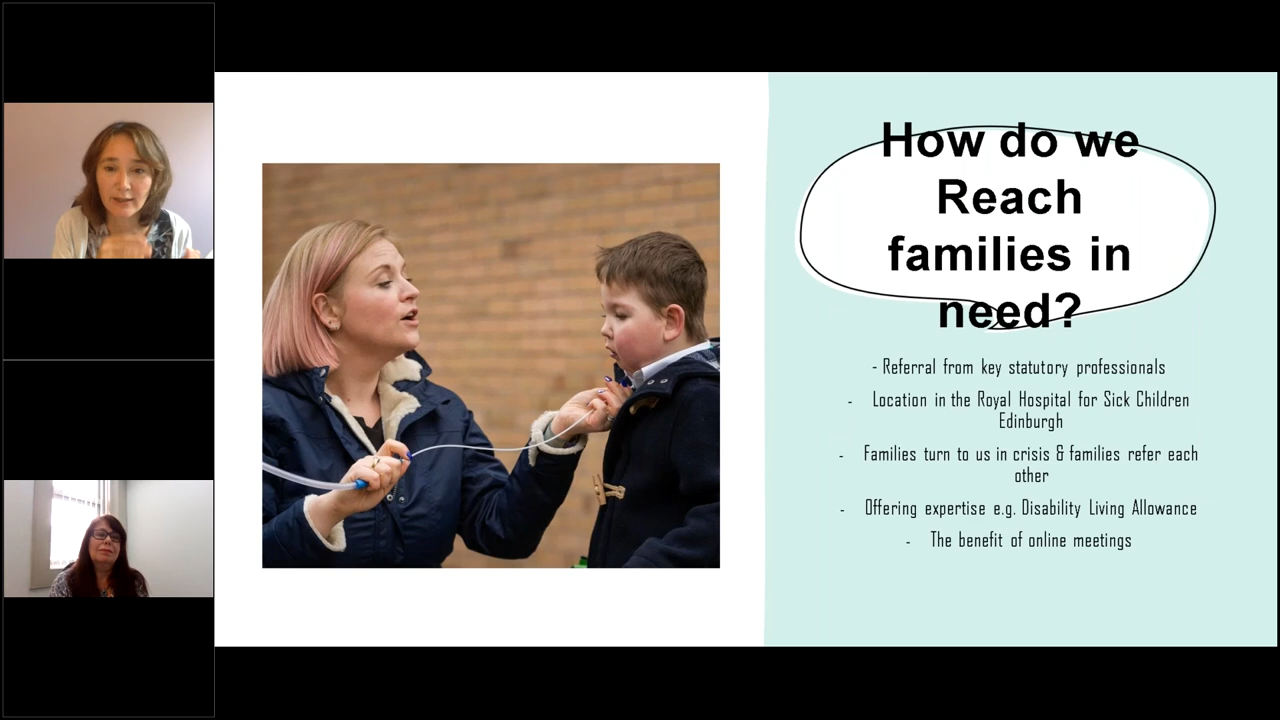 How do we
Reach
families in
need?
- Referral from key statutory professionals
- Location in the Royal Hospital for Sick Children
Edinburgh
- Families turn to us in crisis & families refer each
other
- Offering expertise e.g. Disability Living Allowance
- The benefit of online meetings